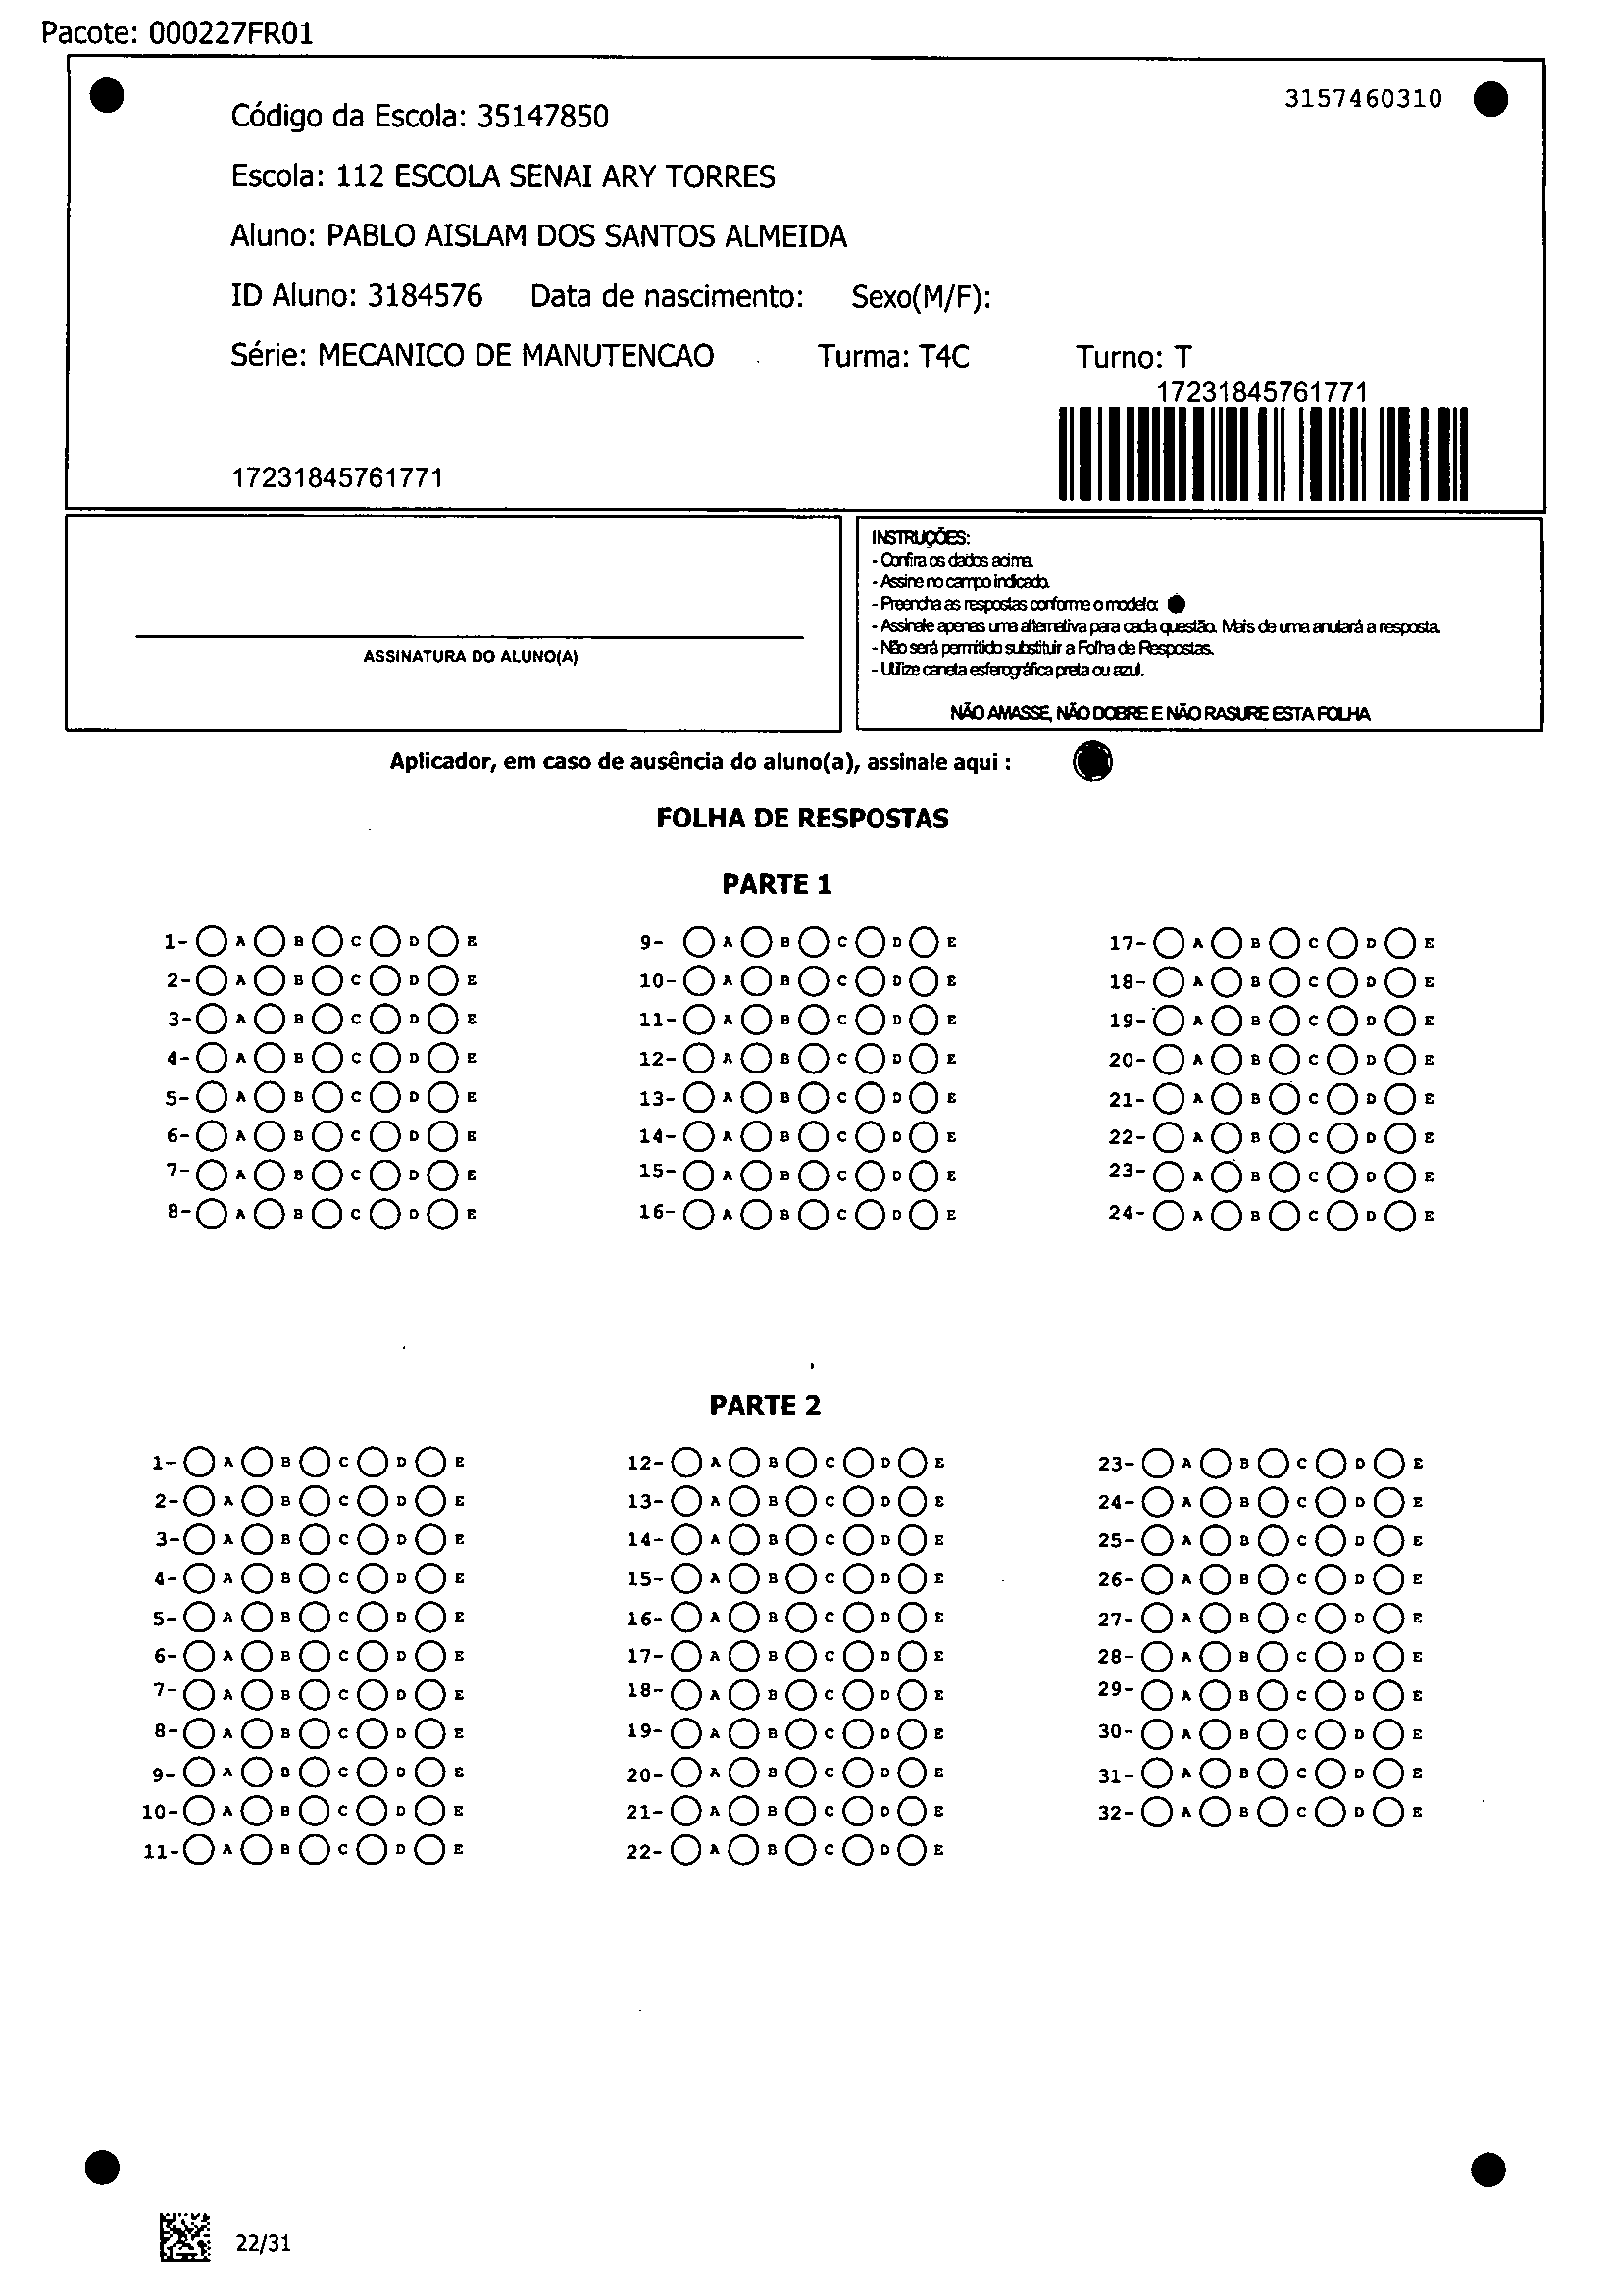 Pacote: 000227FR01
3157460310
Código da Escola: 35147850
Escola: 112 ESCOLA SENAI ARY TORRES
Aluno: PABLO AISLAM DOS SANTOS ALMEIDA
ID Aluno: 3184576 Data de nascimento: Sexo(M/F):
Série: MECANICO DE MANUTENCAO Turma: T4C Turno: T
17231845761771
17231845761771
ASSINATURA DO ALUNO(A)
INSTRUÇÕES:
- Confira os dados acima.
- Assine no campo indicado.
- Preencha as respostas conforme o modelo:
- Assinale apenas uma alternativa para cada questão. Mais de uma anulará a resposta.
- Não será permitido substituir a Folha de Respostas.
- Utilize caneta esferográfica preta ou azul.
NÃO AMASSE, NÃO DOBRE E NÃO RASURE ESTA FOLHA
Aplicador, em caso de ausência do aluno(a), assinale aqui :
FOLHA DE RESPOSTAS
PARTE 1
1- A B C D E 9- A B C D E 17- A B C D E
2- A B C D E 10- A B C D E 18- A B C D E
3- A B C D E 11- A B C D E 19- A B C D E
4- A B C D E 12- A B C D E 20- A B C D E
5- A B C D E 13- A B C D E 21- A B C D E
6- A B C D E 14- A B C D E 22- A B C D E
7- A B C D E 15- A B C D E 23- A B C D E
8- A B C D E 16- A B C D E 24- A B C D E
PARTE 2
1- A B C D E 12- A B C D E 23- A B C D E
2- A B C D E 13- A B C D E 24- A B C D E
3- A B C D E 14- A B C D E 25- A B C D E
4- A B C D E 15- A B C D E 26- A B C D E
5- A B C D E 16- A B C D E 27- A B C D E
6- A B C D E 17- A B C D E 28- A B C D E
7- A B C D E 18- A B C D E 29- A B C D E
8- A B C D E 19- A B C D E 30- A B C D E
9- A B C D E 20- A B C D E 31- A B C D E
10- A B C D E 21- A B C D E 32- A B C D E
11- A B C D E 22- A B C D E
22/31